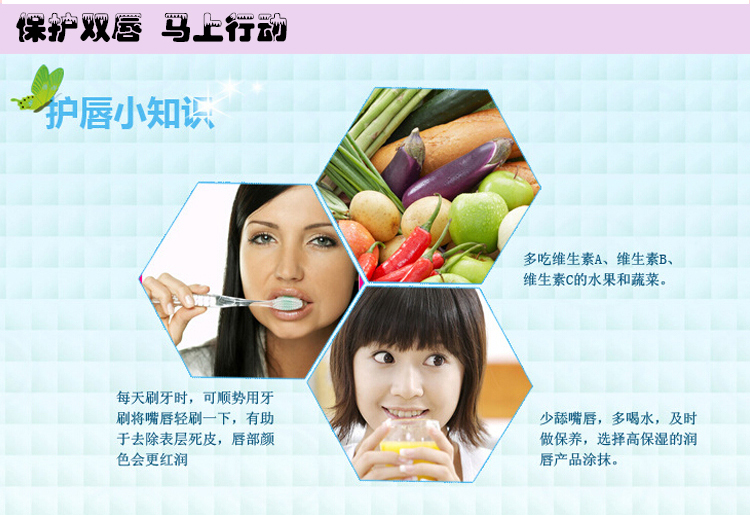 保护双唇 马上行动
护唇小知识
多吃维生素A、维生素B、
维生素C的水果和蔬菜。
每天刷牙时，可顺势用牙
刷将嘴唇轻刷一下，有助
于去除表层死皮，唇部颜
色会更红润
少舔嘴唇，多喝水，及时
做保养，选择高保湿的润
唇产品涂抹。